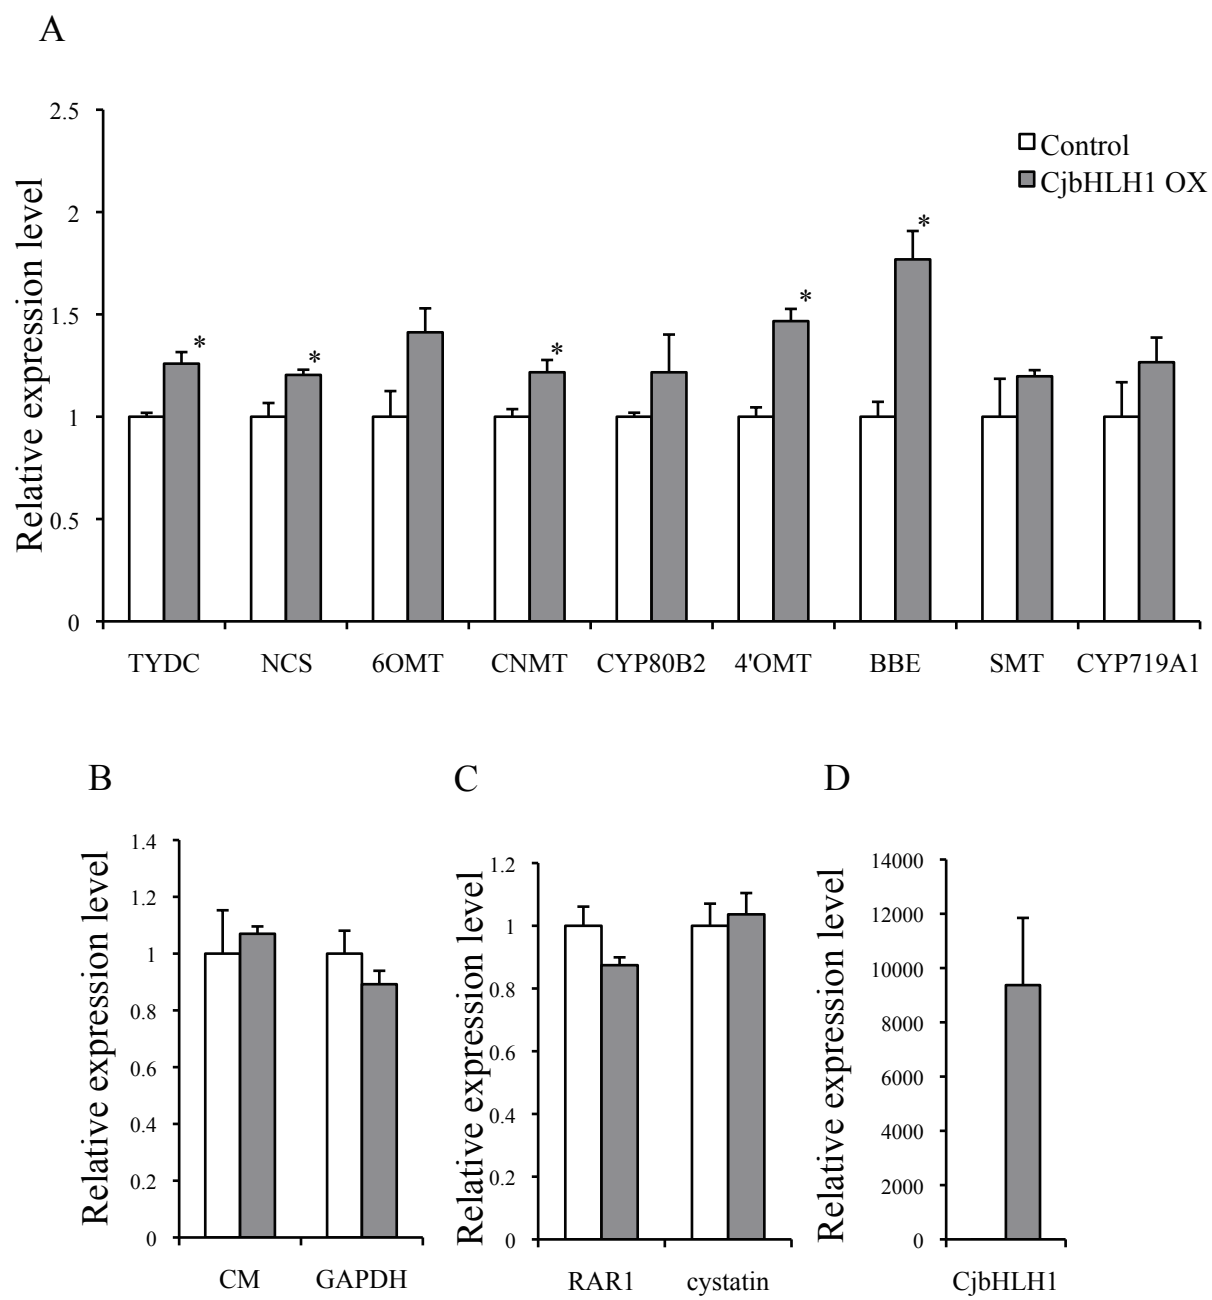 A
Relative expression level
2.5
2
1.5
1
0.5
0
Control
CjbHLH1 OX
*
*
*
*
*
TYDC NCS 6OMT CNMT CYP80B2 4'OMT BBE SMT CYP719A1
B
Relative expression level
1.4
1.2
1
0.8
0.6
0.4
0.2
0
CM GAPDH
C
Relative expression level
1.2
1
0.8
0.6
0.4
0.2
0
RAR1 cystatin
D
Relative expression level
14000
12000
10000
8000
6000
4000
2000
0
CjbHLH1